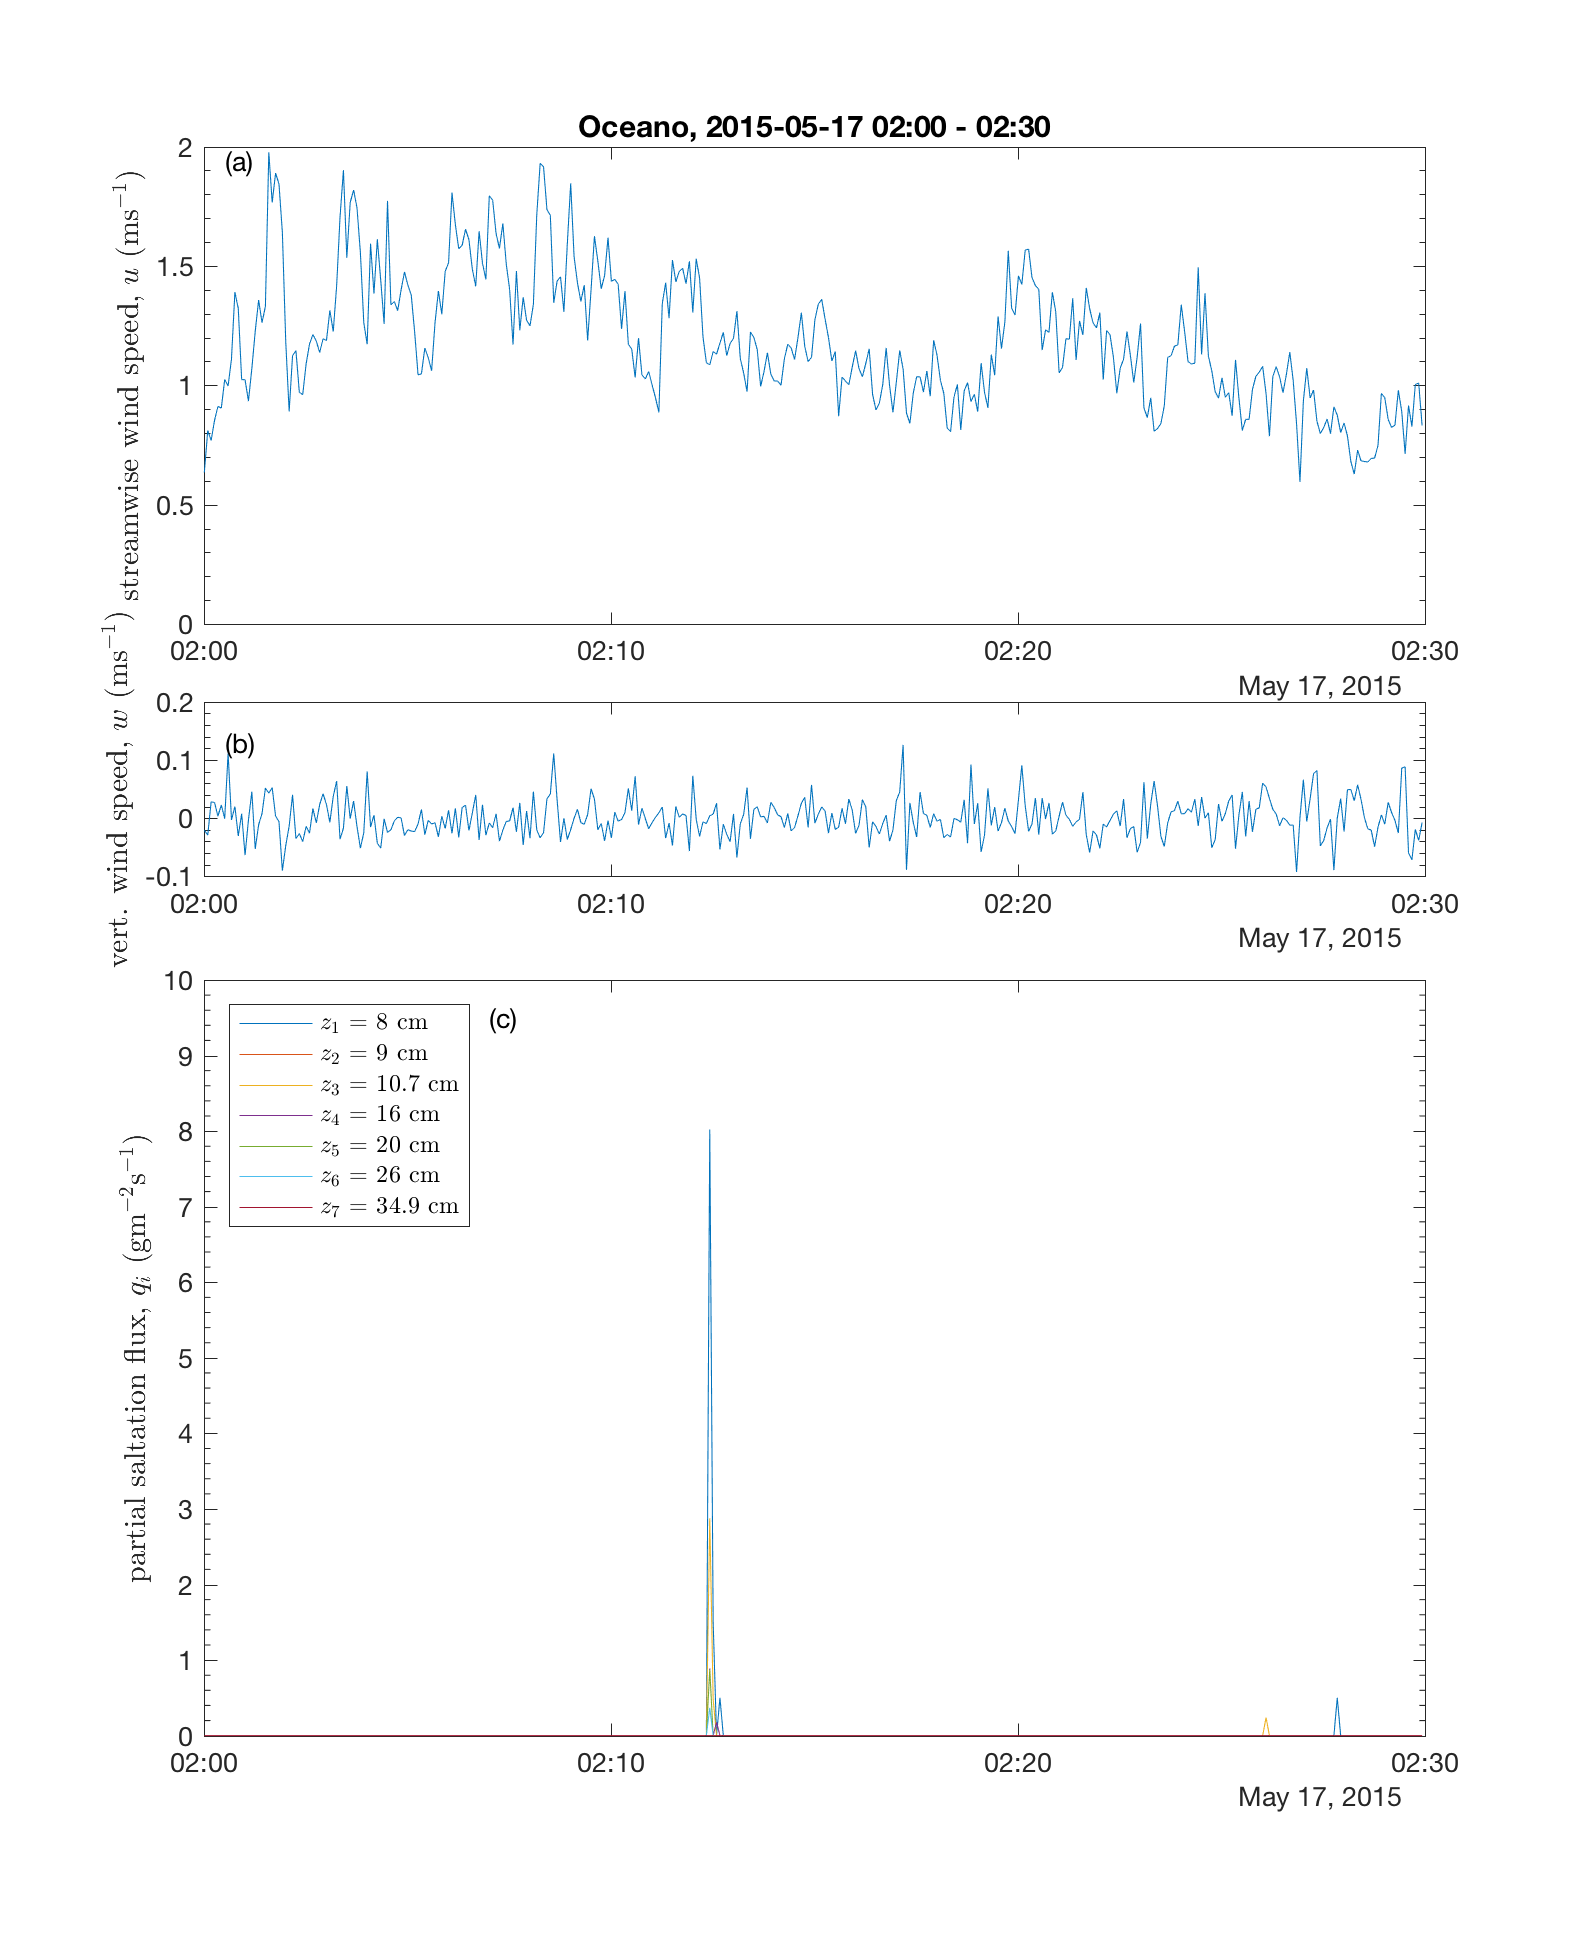 Oceano, 2015-05-17 02:00 - 02:30
(a)
streamwise wind speed, u (ms⁻¹)
2
1.5
1
0.5
0
02:00 02:10 02:20 02:30
May 17, 2015
(b)
vert. wind speed, w (ms⁻¹)
0.2
0.1
0
-0.1
02:00 02:10 02:20 02:30
May 17, 2015
(c)
partial saltation flux, qᵢ (gm⁻²s⁻¹)
10
9
8
7
6
5
4
3
2
1
0
z₁ = 8 cm
z₂ = 9 cm
z₃ = 10.7 cm
z₄ = 16 cm
z₅ = 20 cm
z₆ = 26 cm
z₇ = 34.9 cm
02:00 02:10 02:20 02:30
May 17, 2015